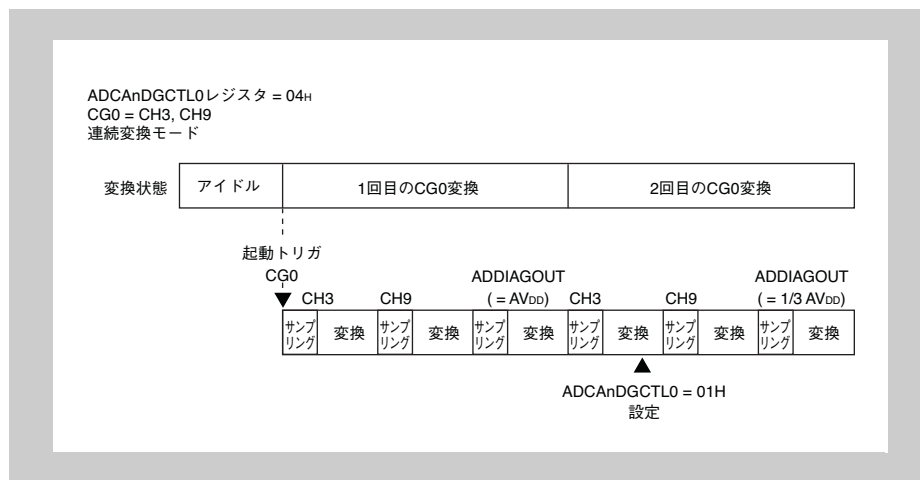 ADCAnDGCTL0レジスタ = 04H
CG0 = CH3, CH9
連続変換モード
変換状態 アイドル 1回目のCG0変換 2回目のCG0変換
起動トリガ
CG0
ADDIAGOUT ADDIAGOUT
CH3 CH9 ( = AVDD) CH3 CH9 ( = 1/3 AVDD)
サンプリング 変換 サンプリング 変換 サンプリング 変換 サンプリング 変換 サンプリング 変換 サンプリング 変換
ADCAnDGCTL0 = 01H
設定